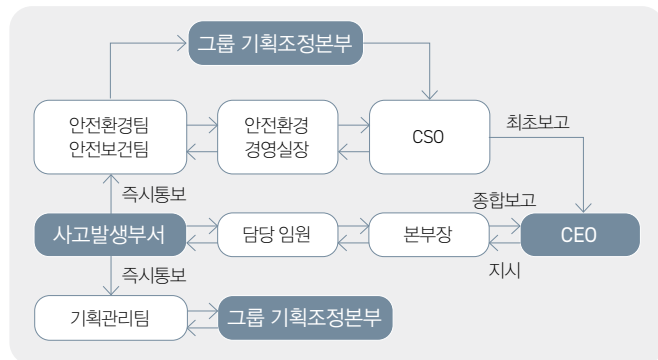 그룹 기획조정본부
안전환경팀
안전보건팀
안전환경
경영실장
CSO
최초보고
즉시통보
종합보고
사고발생부서
담당 임원
본부장
CEO
지시
즉시통보
기획관리팀
그룹 기획조정본부